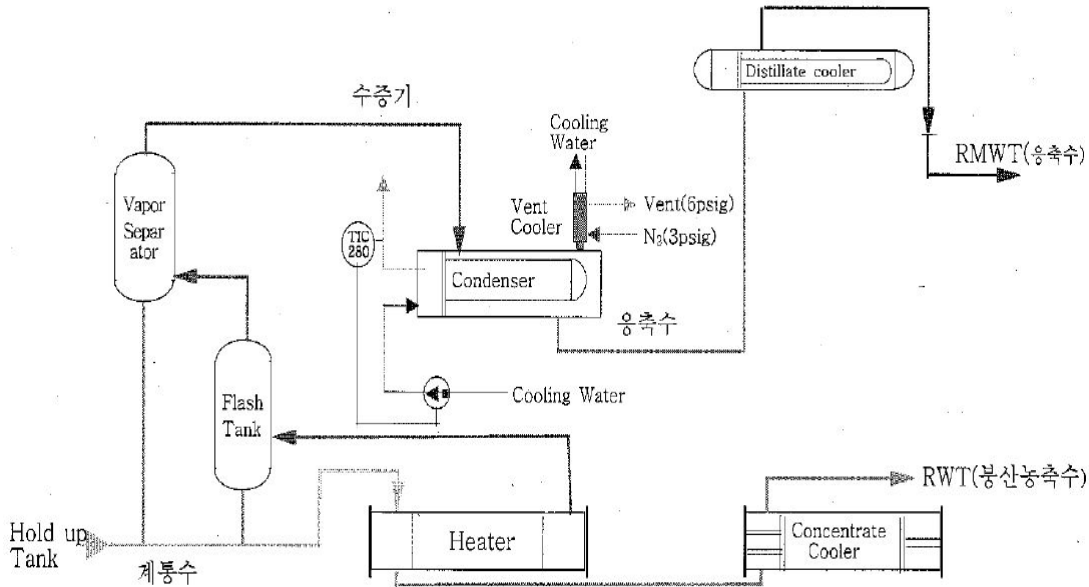 Distillate cooler
수증기
Cooling
Water
RMWT(응축수)
Vapor
Separ
ator
Vent
Cooler
Vent(6psig)
N₂(3psig)
TIC
280
Condenser
응축수
Flash
Tank
Cooling Water
RWT(붕산농축수)
Hold up
Tank
계통수
Heater
Concentrate
Cooler